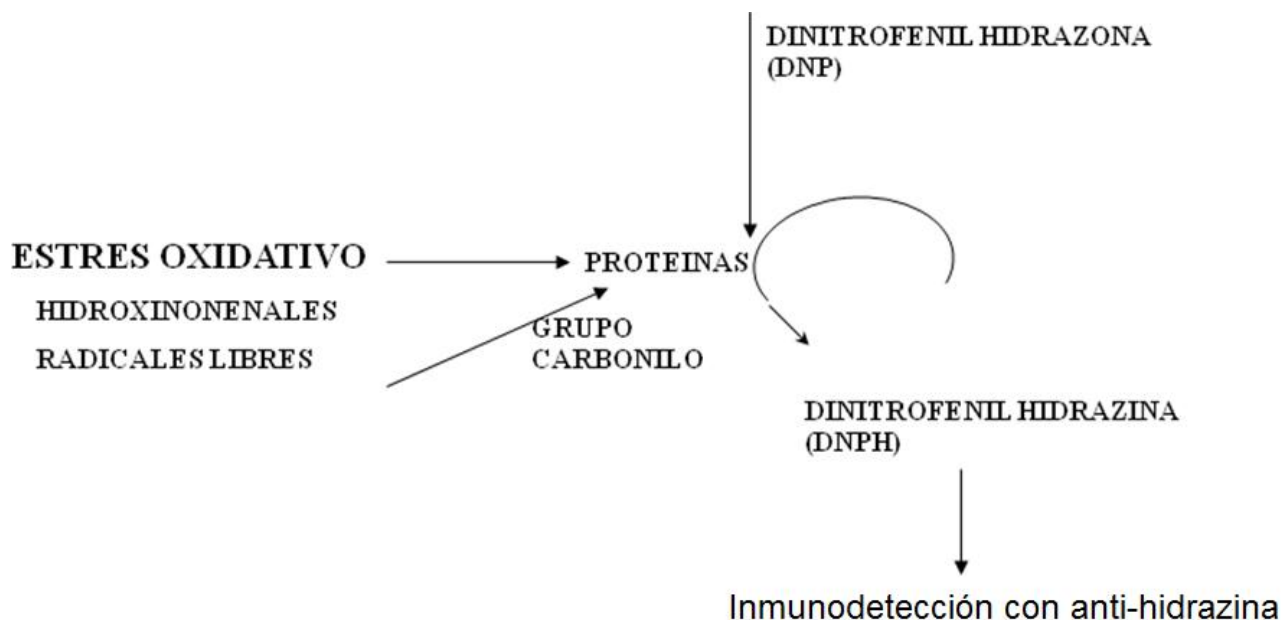 DINITROFENIL HIDRAZONA
(DNP)
ESTRES OXIDATIVO
PROTEINAS
HIDROXINONENALES
RADICALES LIBRES
GRUPO
CARBONILO
DINITROFENIL HIDRAZINA
(DNPH)
Inmunodetección con anti-hidrazina